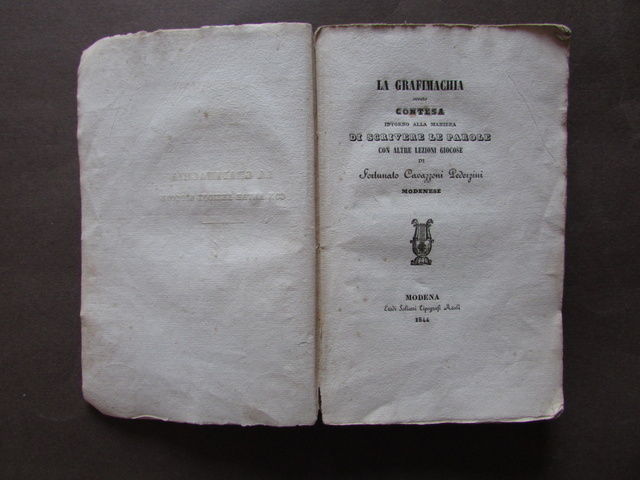 LA GRAFIMACHIA
ovvero
CONTESA
INTORNO ALLA MANIERA
DI SCRIVERE LE PAROLE
CON ALTRE LEZIONI GIOCOSE
DI
Fortunato Cavazzoni Pederzini
MODENESE
MODENA
Eredi Soliani Tipografi Reali
1844